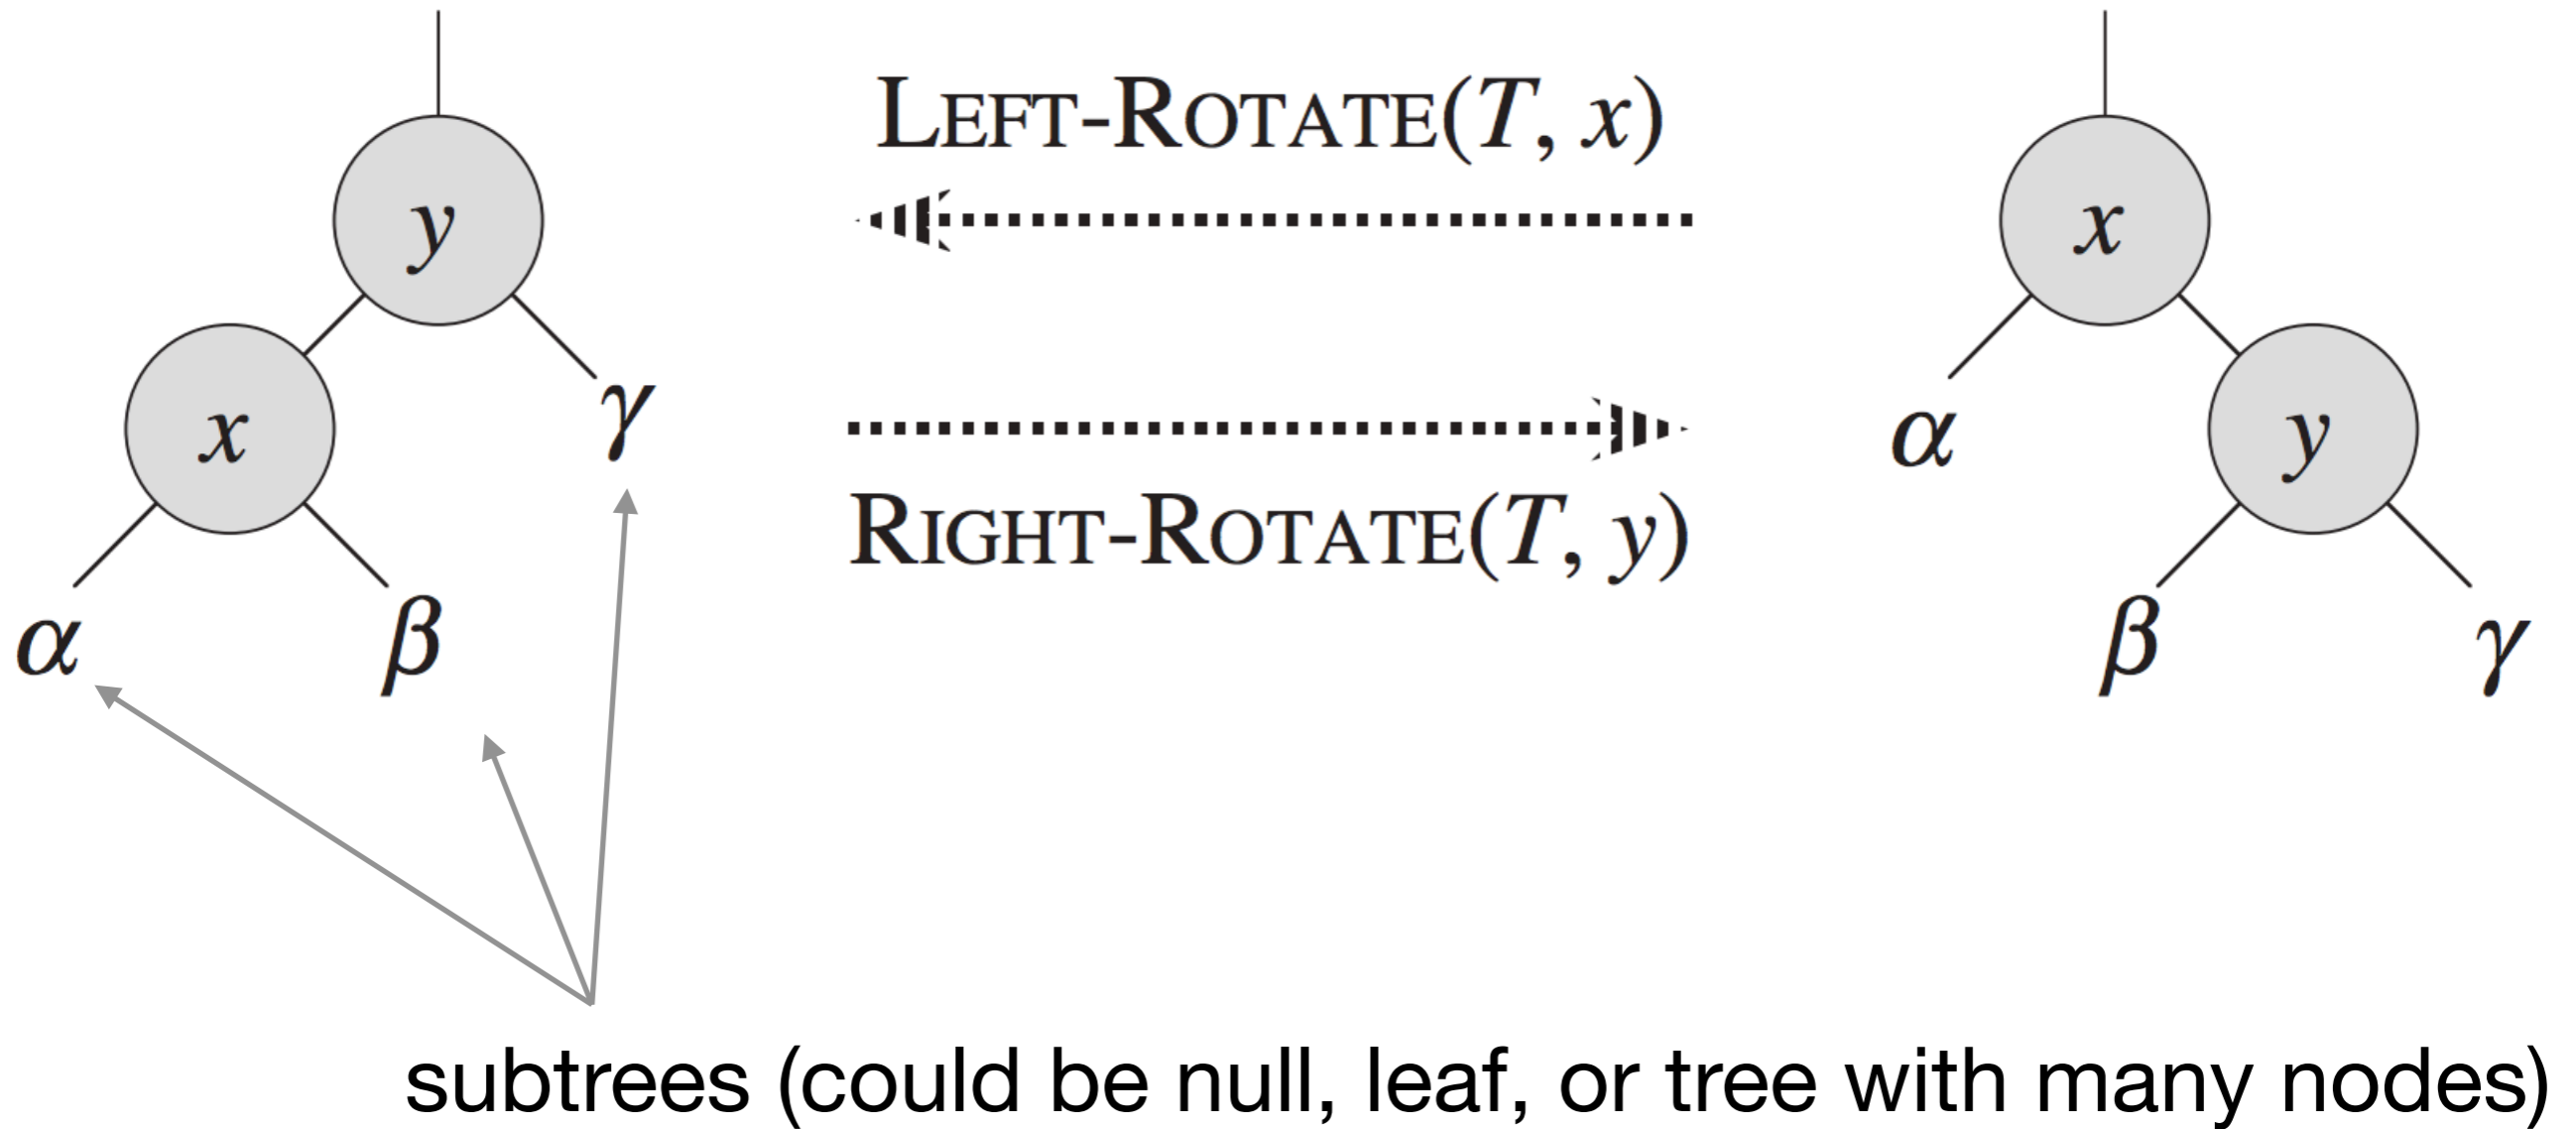 y
x
γ
α
β
LEFT-ROTATE(T, x)
RIGHT-ROTATE(T, y)
x
α
y
β
γ
subtrees (could be null, leaf, or tree with many nodes)